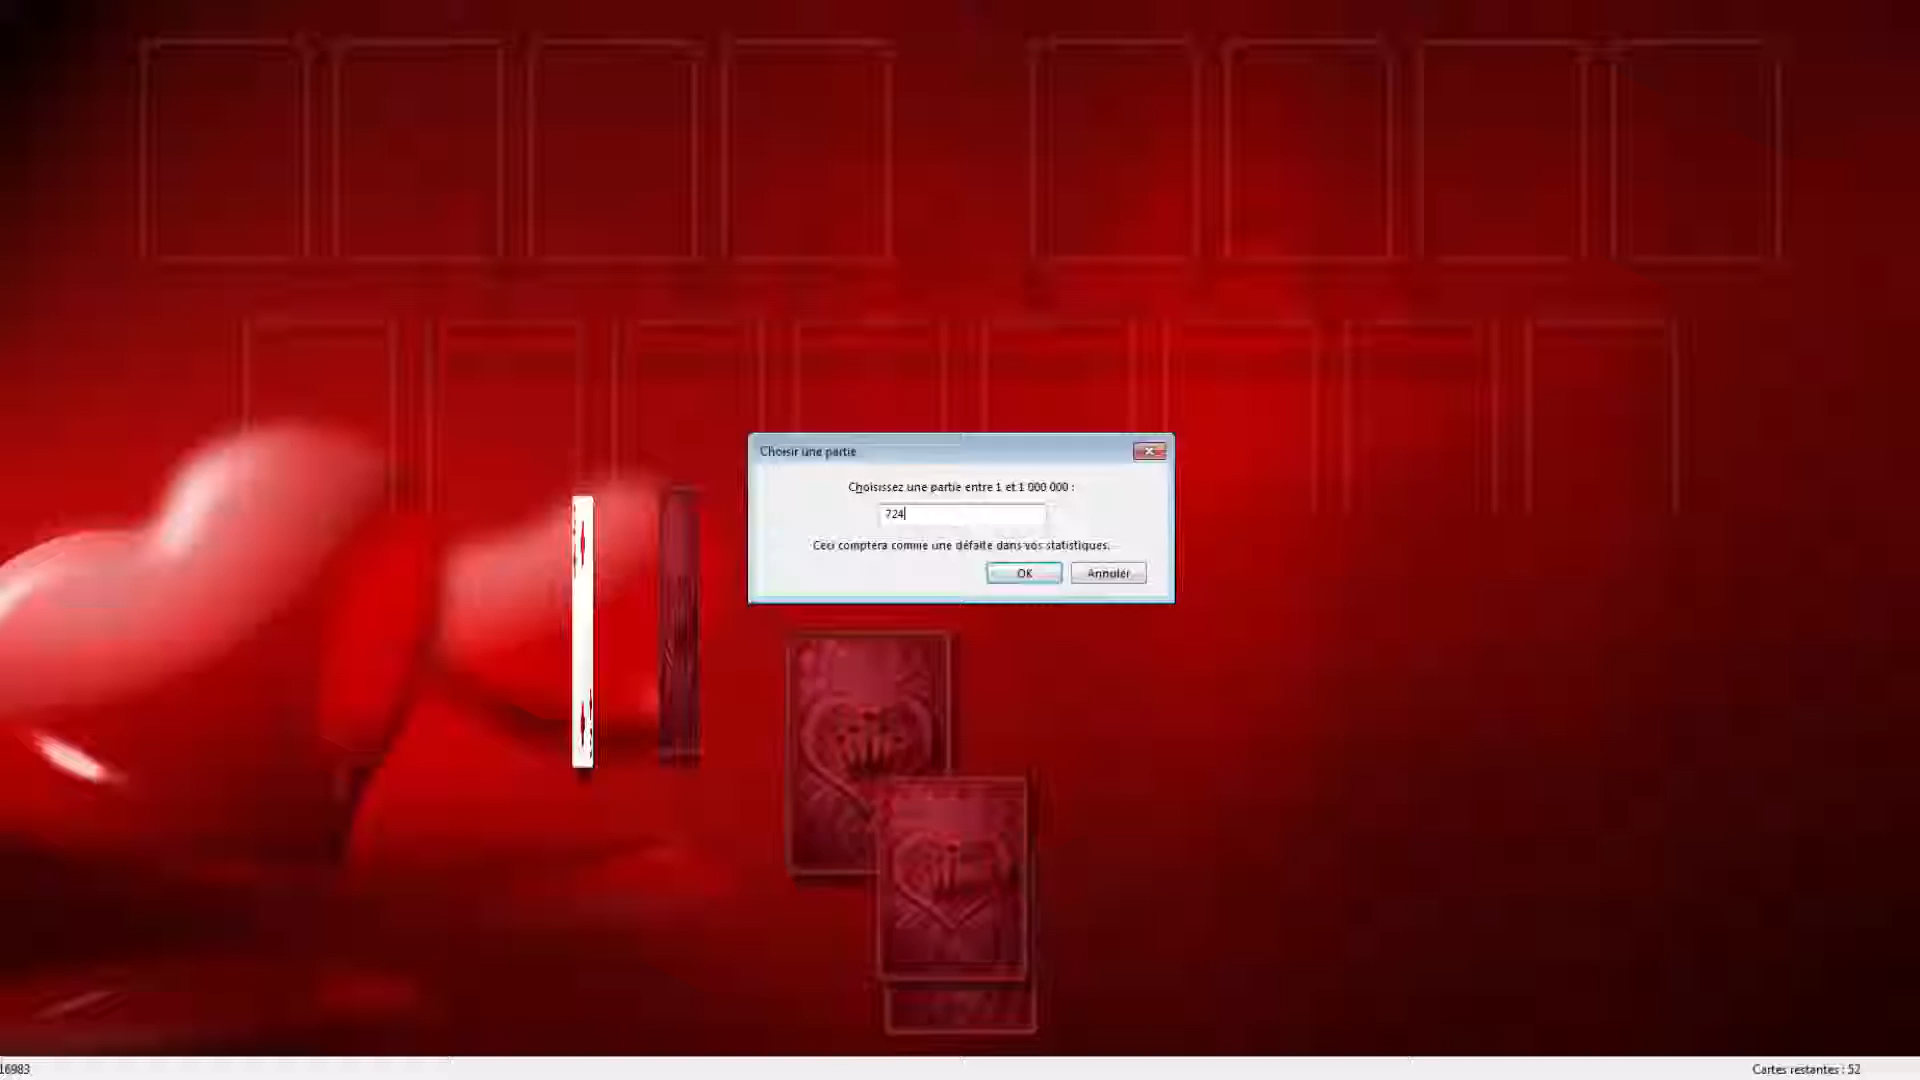 Choisir une partie
Choisissez une partie entre 1 et 1 000 000 :
724
Ceci comptera comme une défaite dans vos statistiques.
OK
Annuler
16983
Cartes restantes : 52